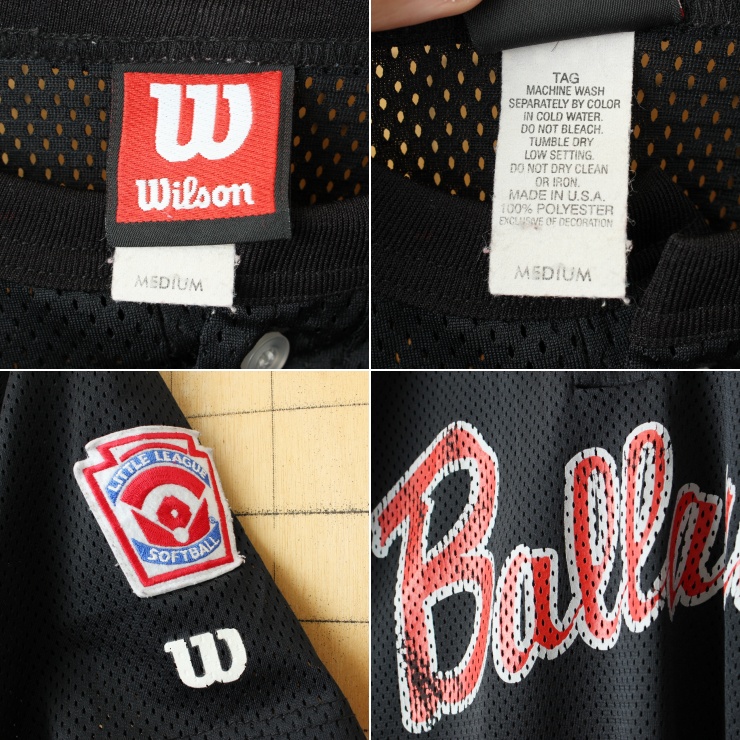 W
Wilson
MEDIUM
TAG
MACHINE WASH
SEPARATELY BY COLOR
IN COLD WATER.
DO NOT BLEACH.
TUMBLE DRY
LOW SETTING.
DO NOT DRY CLEAN
OR IRON.
MADE IN U.S.A.
100% POLYESTER
EXCLUSIVE OF DECORATION
MEDIUM
LITTLE LEAGUE
SOFTBALL
W
Balla